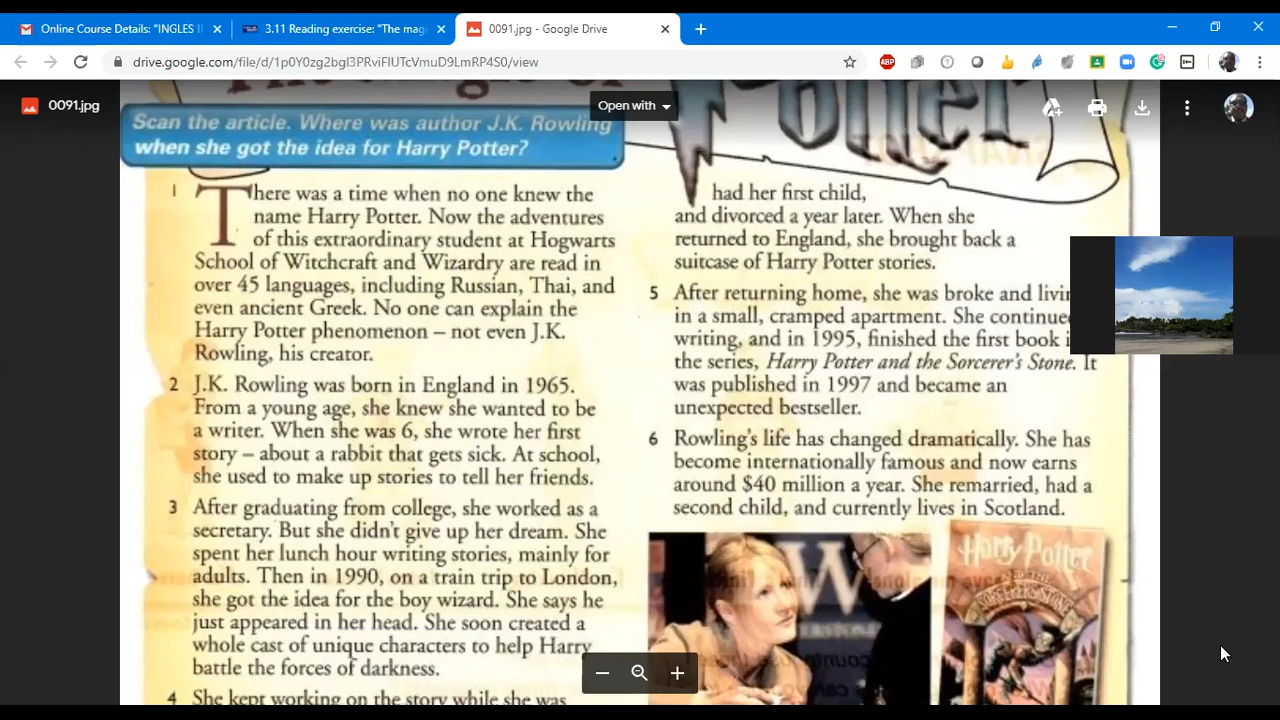 Online Course Details: "INGLES I
3.11 Reading exercise: "The mag
0091.jpg - Google Drive
drive.google.com/file/d/
ABP
0091.jpg
Open with
Potter
Scan the article. Where was author J.K. Rowling
when she got the idea for Harry Potter?
1 There was a time when no one knew the
name Harry Potter. Now the adventures
of this extraordinary student at Hogwarts
School of Witchcraft and Wizardry are read in
over 45 languages, including Russian, Thai, and
even ancient Greek. No one can explain the
Harry Potter phenomenon – not even J.K.
Rowling, his creator.
2 J.K. Rowling was born in England in 1965.
From a young age, she knew she wanted to be
a writer. When she was 6, she wrote her first
story – about a rabbit that gets sick. At school,
she used to make up stories to tell her friends.
3 After graduating from college, she worked as a
secretary. But she didn't give up her dream. She
spent her lunch hour writing stories, mainly for
adults. Then in 1990, on a train trip to London,
she got the idea for the boy wizard. She says he
just appeared in her head. She soon created a
whole cast of unique characters to help Harry
battle the forces of darkness.
4 She kept working on the story while she was
had her first child,
and divorced a year later. When she
returned to England, she brought back a
suitcase of Harry Potter stories.
5 After returning home, she was broke and livin
in a small, cramped apartment. She continued
writing, and in 1995, finished the first book i
the series, Harry Potter and the Sorcerer's Stone. It
was published in 1997 and became an
unexpected bestseller.
6 Rowling's life has changed dramatically. She has
become internationally famous and now earns
around $40 million a year. She remarried, had a
second child, and currently lives in Scotland.
W
Harry Potter
AND THE
SORCERER'S STONE